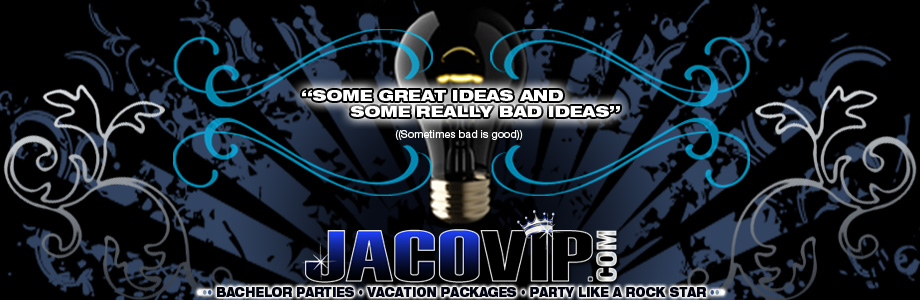 “SOME GREAT IDEAS AND
SOME REALLY BAD IDEAS”
((Sometimes bad is good))
JACOVIP.COM
BACHELOR PARTIES • VACATION PACKAGES • PARTY LIKE A ROCK STAR